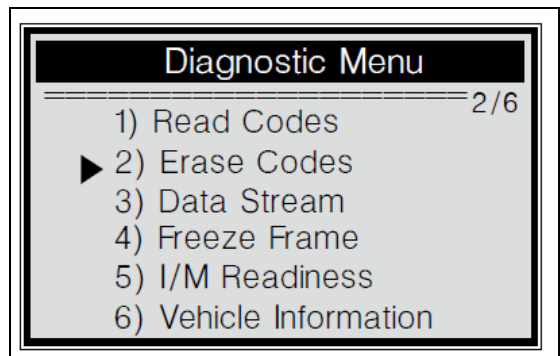 Diagnostic Menu
====================2/6
1) Read Codes
▶ 2) Erase Codes
3) Data Stream
4) Freeze Frame
5) I/M Readiness
6) Vehicle Information